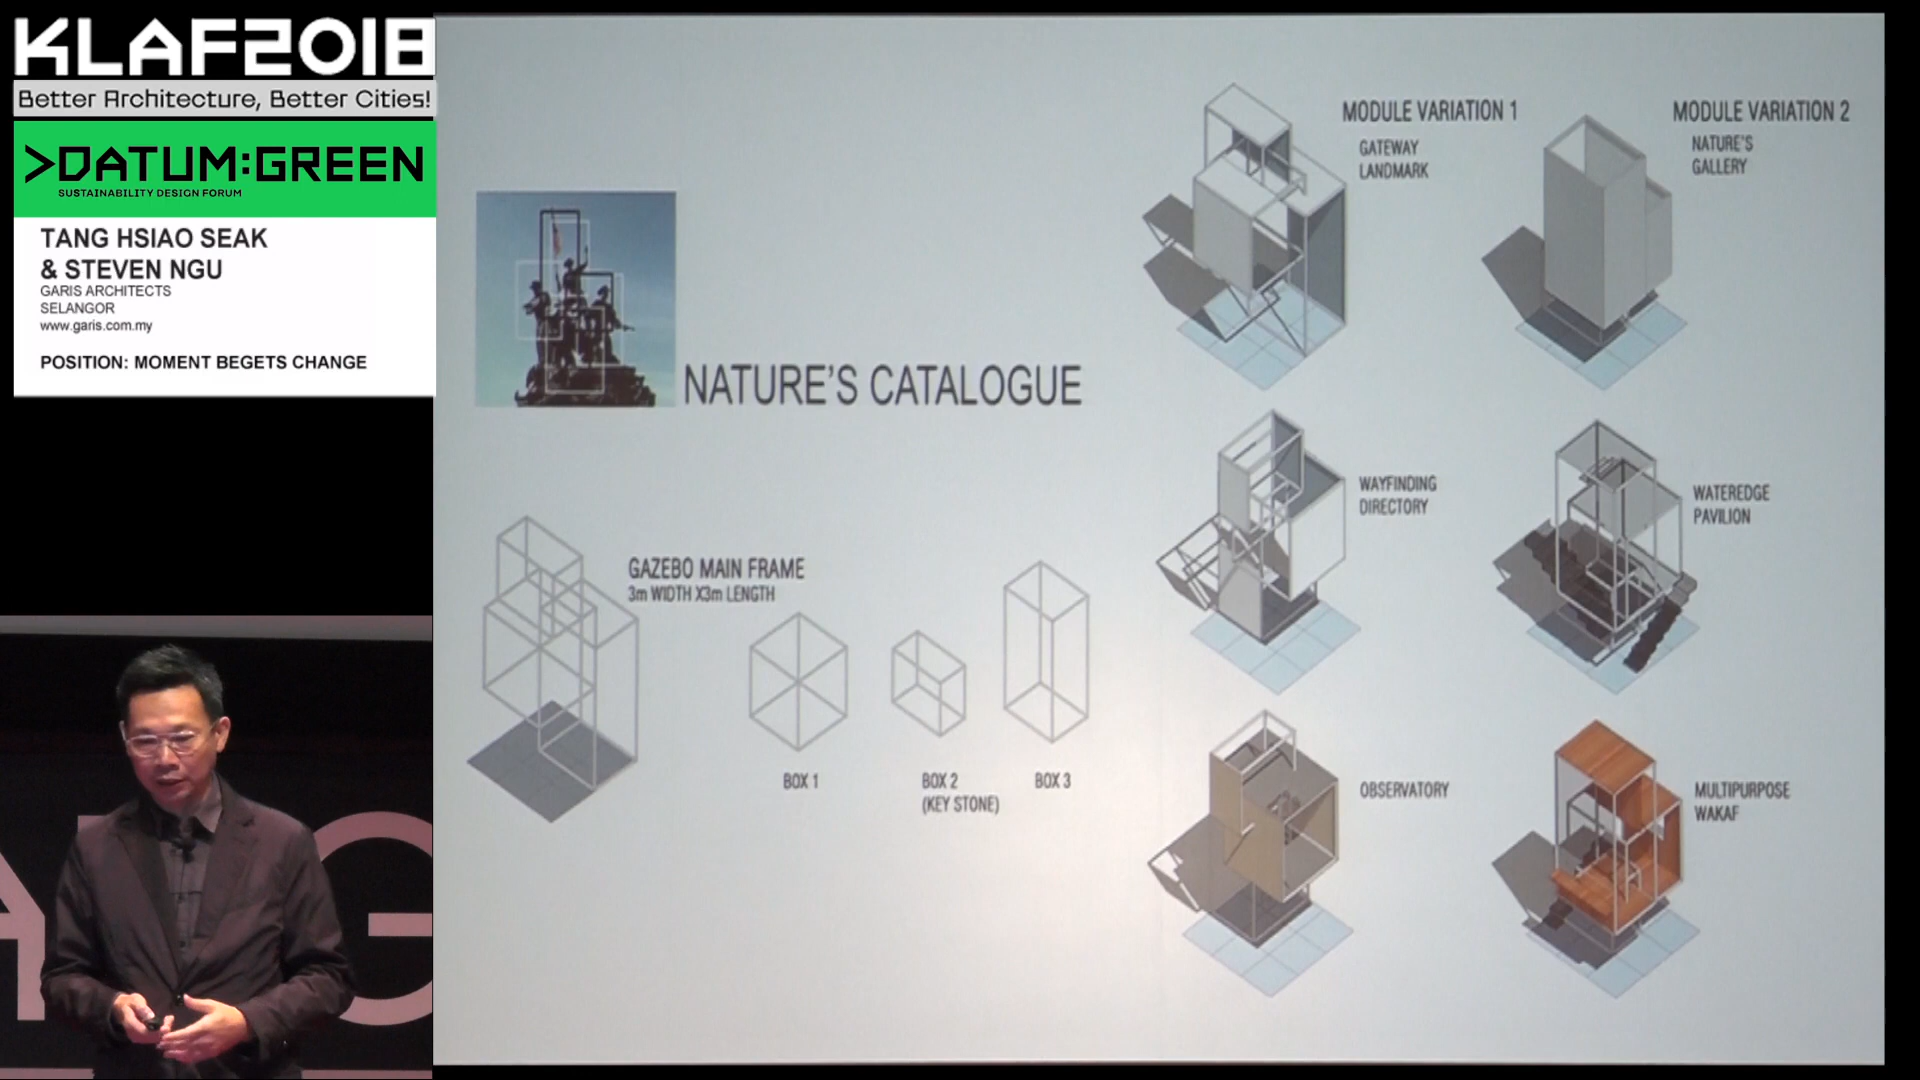 KLAF2018
Better Architecture, Better Cities!
>DATUM:GREEN
SUSTAINABILITY DESIGN FORUM
TANG HSIAO SEAK
& STEVEN NGU
GARIS ARCHITECTS
SELANGOR
www.garis.com.my
POSITION: MOMENT BEGETS CHANGE
NATURE'S CATALOGUE
GAZEBO MAIN FRAME
3m WIDTH X3m LENGTH
BOX 1
BOX 2
(KEY STONE)
BOX 3
MODULE VARIATION 1
GATEWAY
LANDMARK
MODULE VARIATION 2
NATURE'S
GALLERY
WAYFINDING
DIRECTORY
WATEREDGE
PAVILION
OBSERVATORY
MULTIPURPOSE
WAKAF